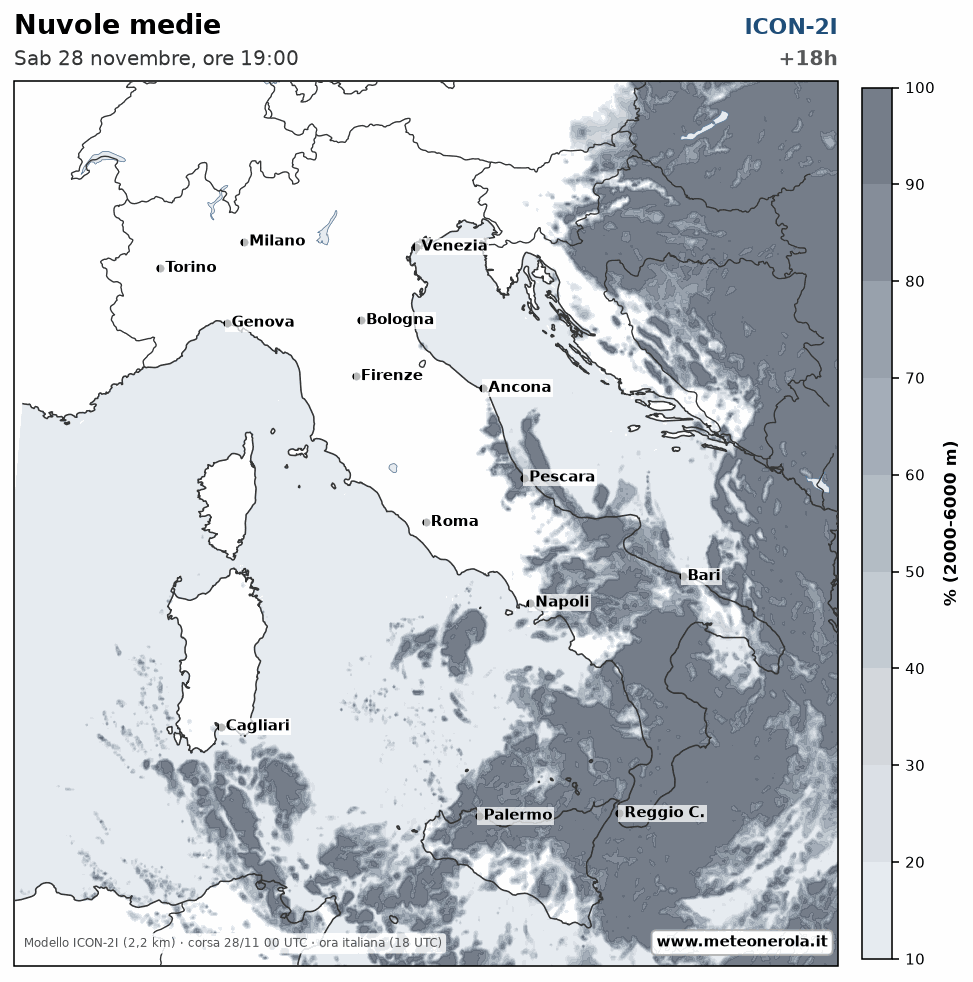 Nuvole medie
ICON-2I
Sab 28 novembre, ore 19:00
+18h
100
90
80
70
60
50
40
30
20
10
% (2000-6000 m)
Milano
Venezia
Torino
Genova
Bologna
Firenze
Ancona
Pescara
Roma
Bari
Napoli
Cagliari
Palermo
Reggio C.
Modello ICON-2I (2,2 km) · corsa 28/11 00 UTC · ora italiana (18 UTC)
www.meteonerola.it